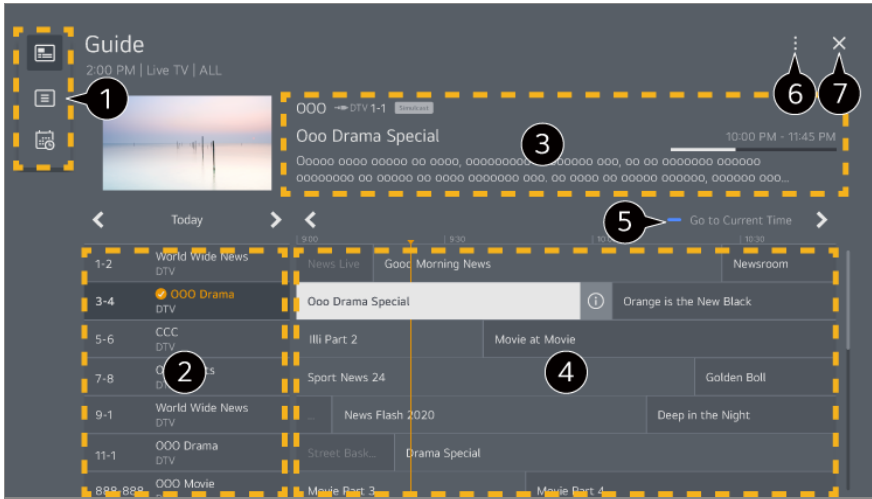 Guide
2:00 PM | Live TV | ALL
1
OOO DTV 1-1 Simulcast
6
7
Ooo Drama Special
3
10:00 PM - 11:45 PM
Ooooo oooo ooooo oo oooo, ooooooooo ooo, oo oo ooooooo oooooo
oooooooo oo ooooo oo oooo ooooooo ooo. oo oooo oo ooooo oooooo, oooooo ooo...
Today
5
Go to Current Time
9:00
9:30
10:30
1-2 World Wide News
DTV
News Live
Good Morning News
Newsroom
3-4 OOO Drama
DTV
Ooo Drama Special
Orange is the New Black
5-6 CCC
DTV
Illi Part 2
Movie at Movie
7-8
DTV
2
Sport News 24
4
Golden Boll
9-1 World Wide News
DTV
...
News Flash 2020
Deep in the Night
11-1 OOO Drama
DTV
Street Bask...
Drama Special
888-888 OOO Movie
Movie Part 3
Movie Part 4